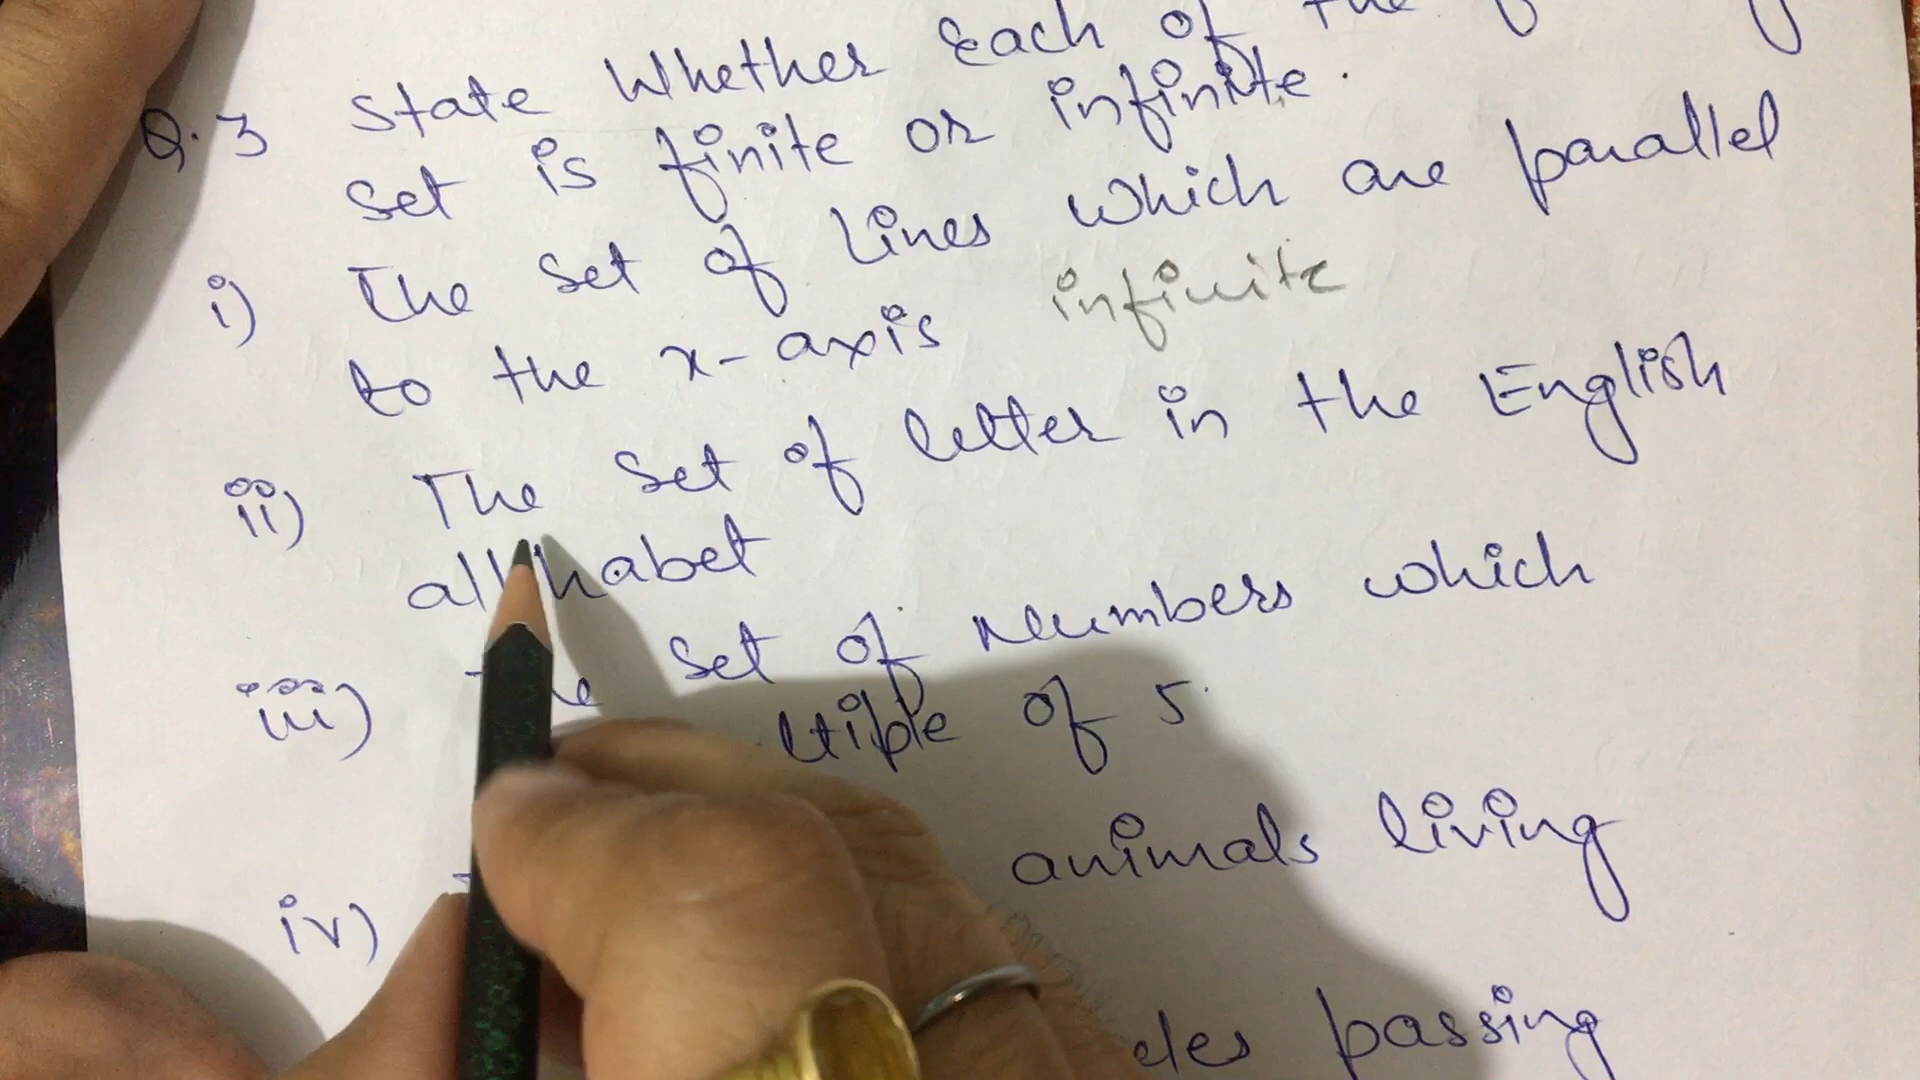 Q.3 State Whether Each of the
set is finite or infinite.
i) The set of lines which are parallel
to the x-axis infinite
ii) The set of letter in the English
alphabet
iii) set of Numbers which
ltiple of 5.
iv) animals living
cles passing